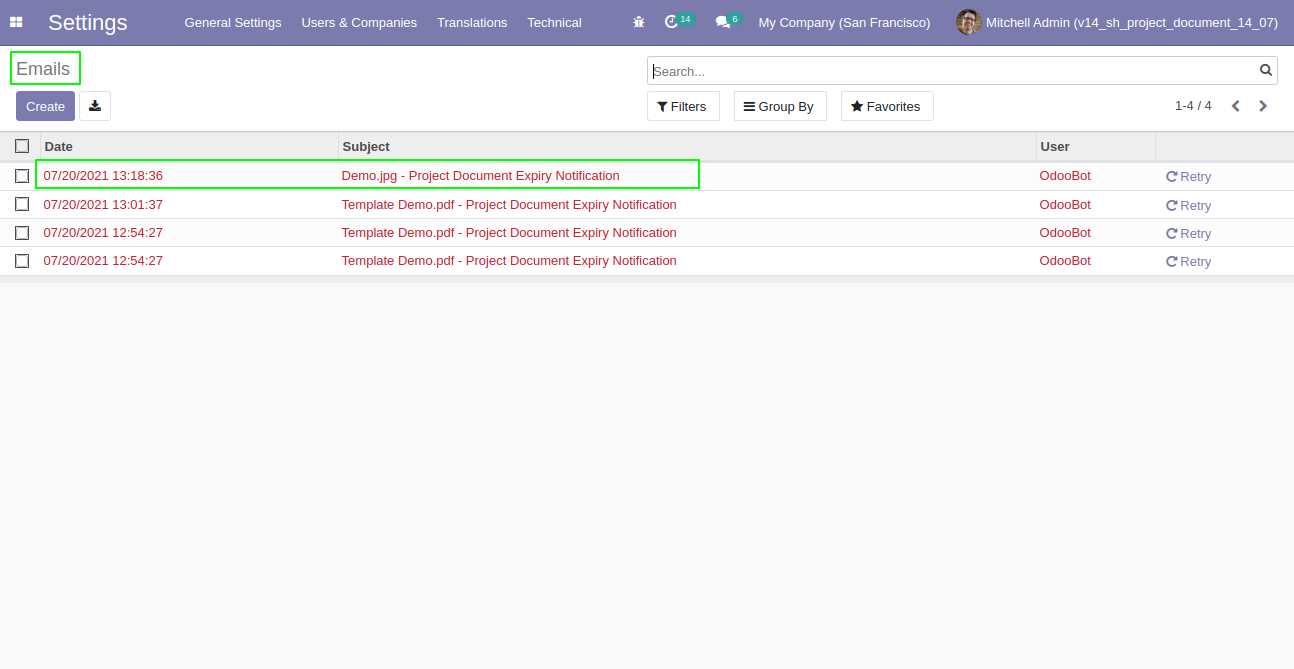 Settings General Settings Users & Companies Translations Technical 14 6 My Company (San Francisco) Mitchell Admin (v14_sh_project_document_14_07)
Emails Search...
Create Filters Group By Favorites 1-4 / 4
Date Subject User
07/20/2021 13:18:36 Demo.jpg - Project Document Expiry Notification OdooBot Retry
07/20/2021 13:01:37 Template Demo.pdf - Project Document Expiry Notification OdooBot Retry
07/20/2021 12:54:27 Template Demo.pdf - Project Document Expiry Notification OdooBot Retry
07/20/2021 12:54:27 Template Demo.pdf - Project Document Expiry Notification OdooBot Retry